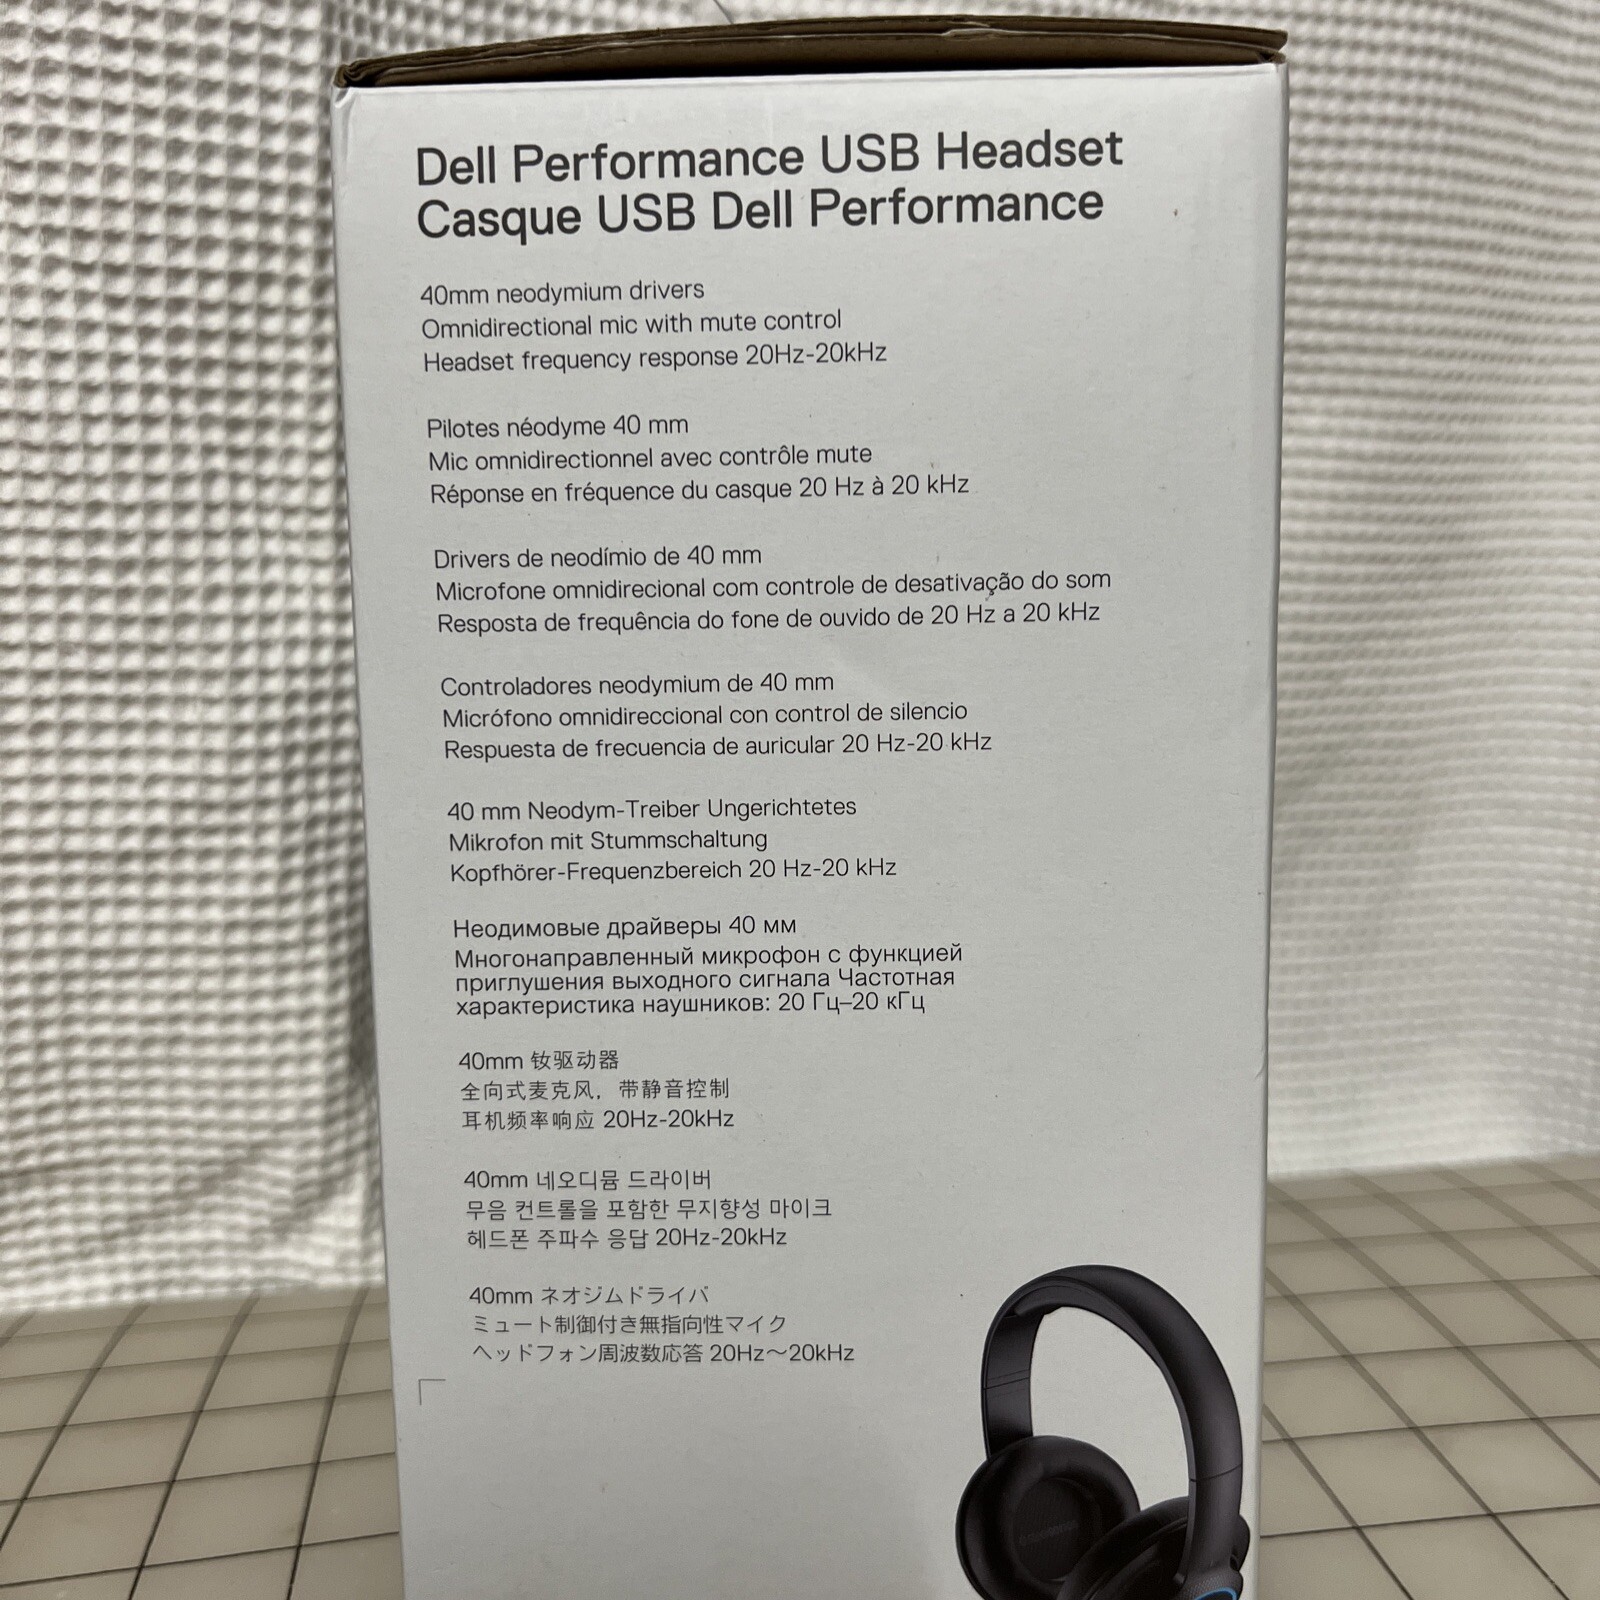 Dell Performance USB Headset
Casque USB Dell Performance
40mm neodymium drivers
Omnidirectional mic with mute control
Headset frequency response 20Hz-20kHz
Pilotes néodyme 40 mm
Mic omnidirectionnel avec contrôle mute
Réponse en fréquence du casque 20 Hz à 20 kHz
Drivers de neodímio de 40 mm
Microfone omnidirecional com controle de desativação do som
Resposta de frequência do fone de ouvido de 20 Hz a 20 kHz
Controladores neodymium de 40 mm
Micrófono omnidireccional con control de silencio
Respuesta de frecuencia de auricular 20 Hz-20 kHz
40 mm Neodym-Treiber Ungerichtetes
Mikrofon mit Stummschaltung
Kopfhörer-Frequenzbereich 20 Hz-20 kHz
Неодимовые драйверы 40 мм
Многонаправленный микрофон с функцией
приглушения выходного сигнала Частотная
характеристика наушников: 20 Гц–20 кГц
40mm 钕驱动器
全向式麦克风，带静音控制
耳机频率响应 20Hz-20kHz
40mm 네오디뮴 드라이버
무음 컨트롤을 포함한 무지향성 마이크
헤드폰 주파수 응답 20Hz-20kHz
40mm ネオジムドライバ
ミュート制御付き無指向性マイク
ヘッドフォン周波数応答 20Hz～20kHz